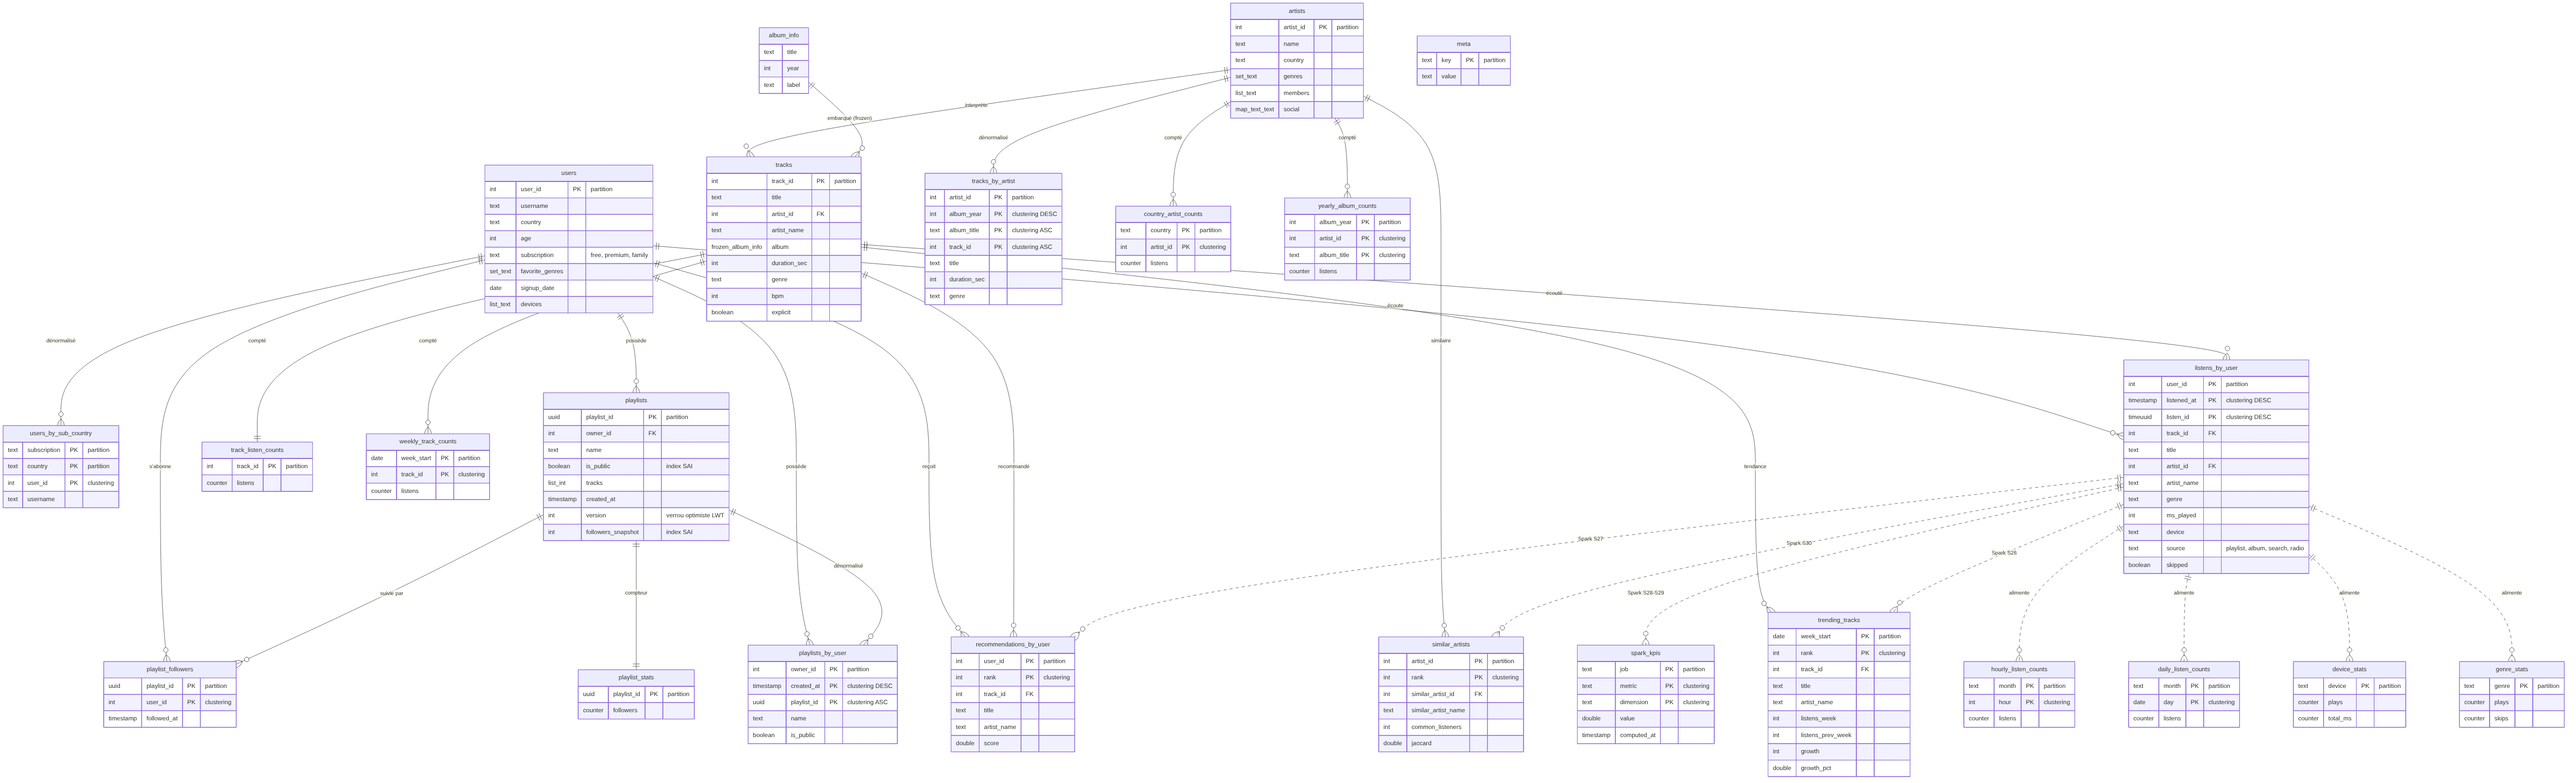 artists
int artist_id PK partition
text name
text country
set_text genres
list_text members
map_text_text social
album_info
text title
int year
text label
meta
text key PK partition
text value
interprète
embarqué (frozen)
dénormalisé
compté
compté
users
int user_id PK partition
text username
text country
int age
text subscription free, premium, family
set_text favorite_genres
date signup_date
list_text devices
tracks
int track_id PK partition
text title
int artist_id FK
text artist_name
frozen_album_info album
int duration_sec
text genre
int bpm
boolean explicit
tracks_by_artist
int artist_id PK partition
int album_year PK clustering DESC
text album_title PK clustering ASC
int track_id PK clustering ASC
text title
int duration_sec
text genre
country_artist_counts
text country PK partition
int artist_id PK clustering
counter listens
yearly_album_counts
int album_year PK partition
int artist_id PK clustering
text album_title PK clustering
counter listens
écouté
écoute
dénormalisé
compté
compté
possède
similaire
listens_by_user
int user_id PK partition
timestamp listened_at PK clustering DESC
timeuuid listen_id PK clustering DESC
int track_id FK
text title
int artist_id FK
text artist_name
text genre
int ms_played
text device
text source playlist, album, search, radio
boolean skipped
playlists
uuid playlist_id PK partition
int owner_id FK
text name
boolean is_public index SAI
list_int tracks
timestamp created_at
int version verrou optimiste LWT
int followers_snapshot index SAI
users_by_sub_country
text subscription PK partition
text country PK partition
int user_id PK clustering
text username
track_listen_counts
int track_id PK partition
counter listens
weekly_track_counts
date week_start PK partition
int track_id PK clustering
counter listens
s'abonne
possède
reçoit
recommandé
tendance
Spark S27
Spark S30
Spark S26
suivie par
compteur
dénormalisé
Spark S28-S29
alimente
alimente
alimente
alimente
playlist_followers
uuid playlist_id PK partition
int user_id PK clustering
timestamp followed_at
playlist_stats
uuid playlist_id PK partition
counter followers
playlists_by_user
int owner_id PK partition
timestamp created_at PK clustering DESC
uuid playlist_id PK clustering ASC
text name
boolean is_public
recommendations_by_user
int user_id PK partition
int rank PK clustering
int track_id FK
text title
text artist_name
double score
similar_artists
int artist_id PK partition
int rank PK clustering
int similar_artist_id FK
text similar_artist_name
int common_listeners
double jaccard
spark_kpis
text job PK partition
text metric PK clustering
text dimension PK clustering
double value
timestamp computed_at
trending_tracks
date week_start PK partition
int rank PK clustering
int track_id FK
text title
text artist_name
int listens_week
int listens_prev_week
int growth
double growth_pct
hourly_listen_counts
text month PK partition
int hour PK clustering
counter listens
daily_listen_counts
text month PK partition
date day PK clustering
counter listens
device_stats
text device PK partition
counter plays
counter total_ms
genre_stats
text genre PK partition
counter plays
counter skips